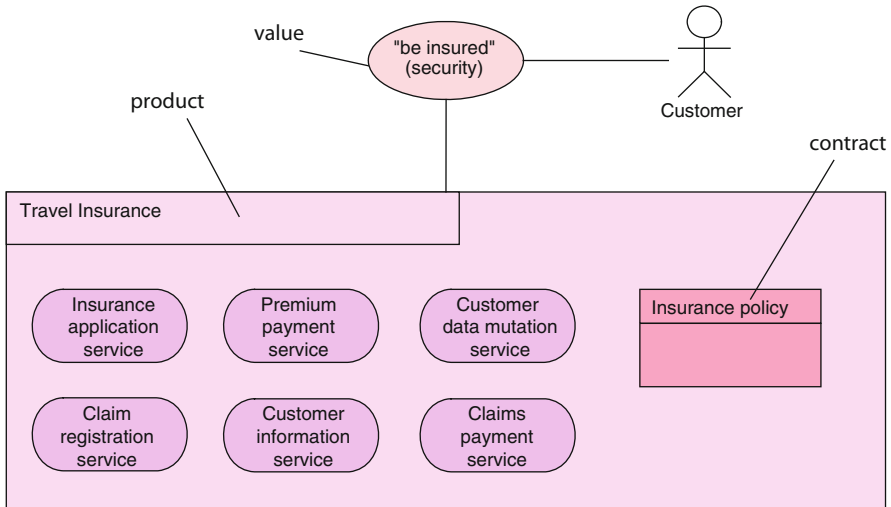 value
"be insured"
(security)
Customer
product
contract
Travel Insurance
Insurance
application
service
Premium
payment
service
Customer
data mutation
service
Insurance policy
Claim
registration
service
Customer
information
service
Claims
payment
service